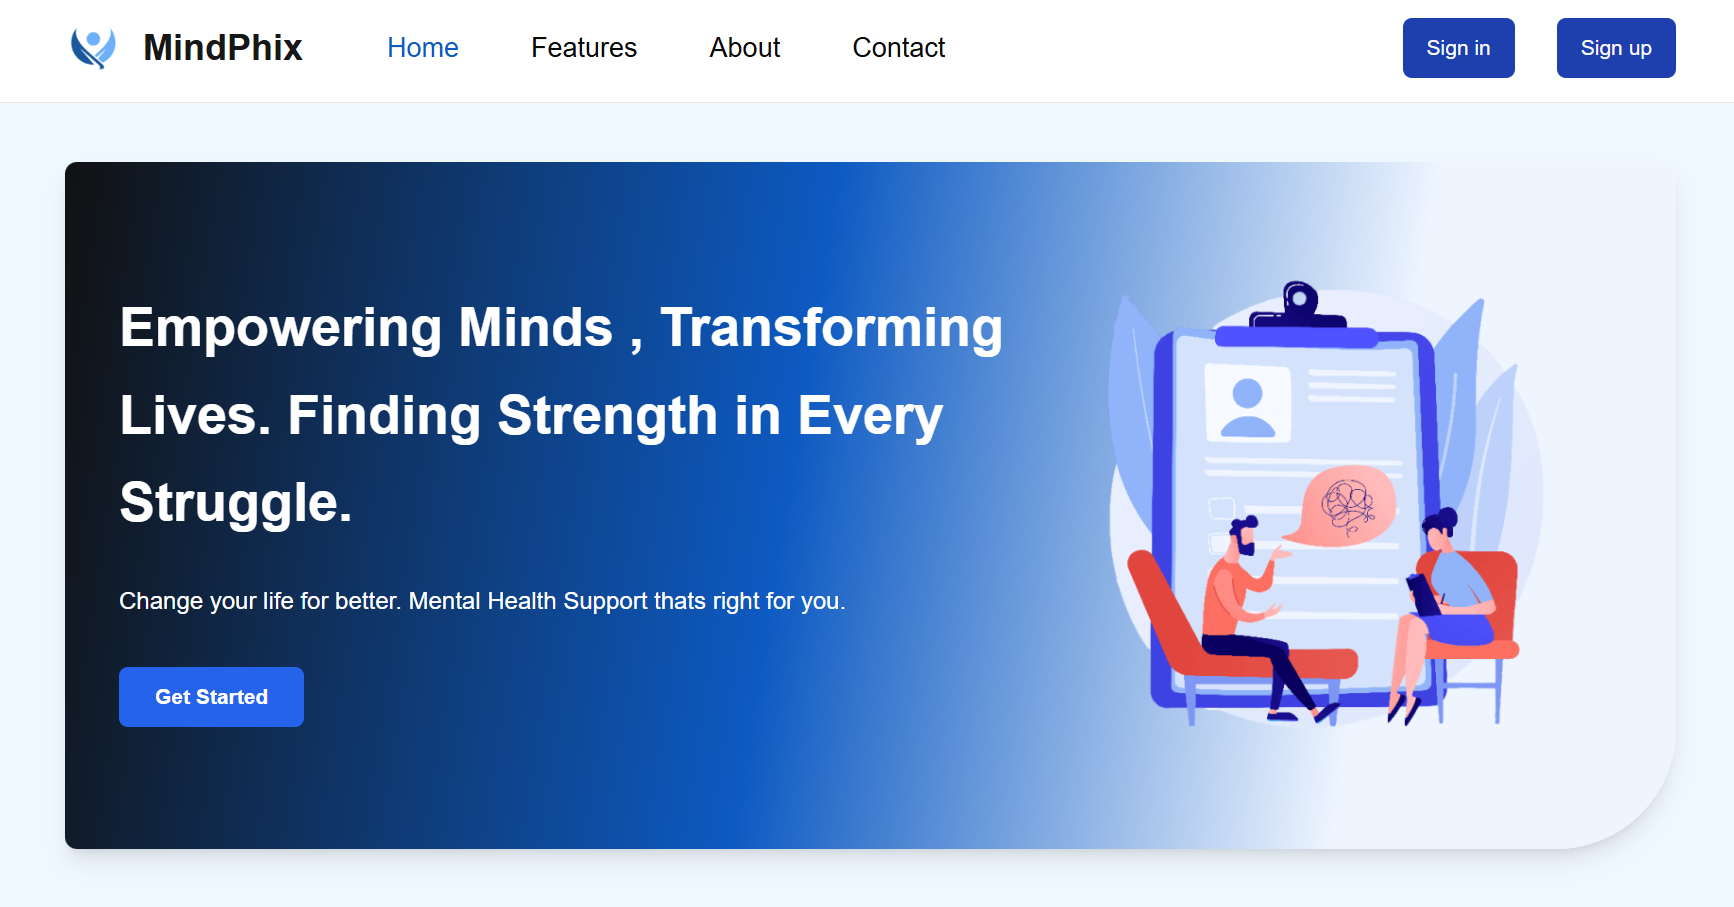 MindPhix
Home
Features
About
Contact
Sign in
Sign up
Empowering Minds , Transforming
Lives. Finding Strength in Every
Struggle.
Change your life for better. Mental Health Support thats right for you.
Get Started